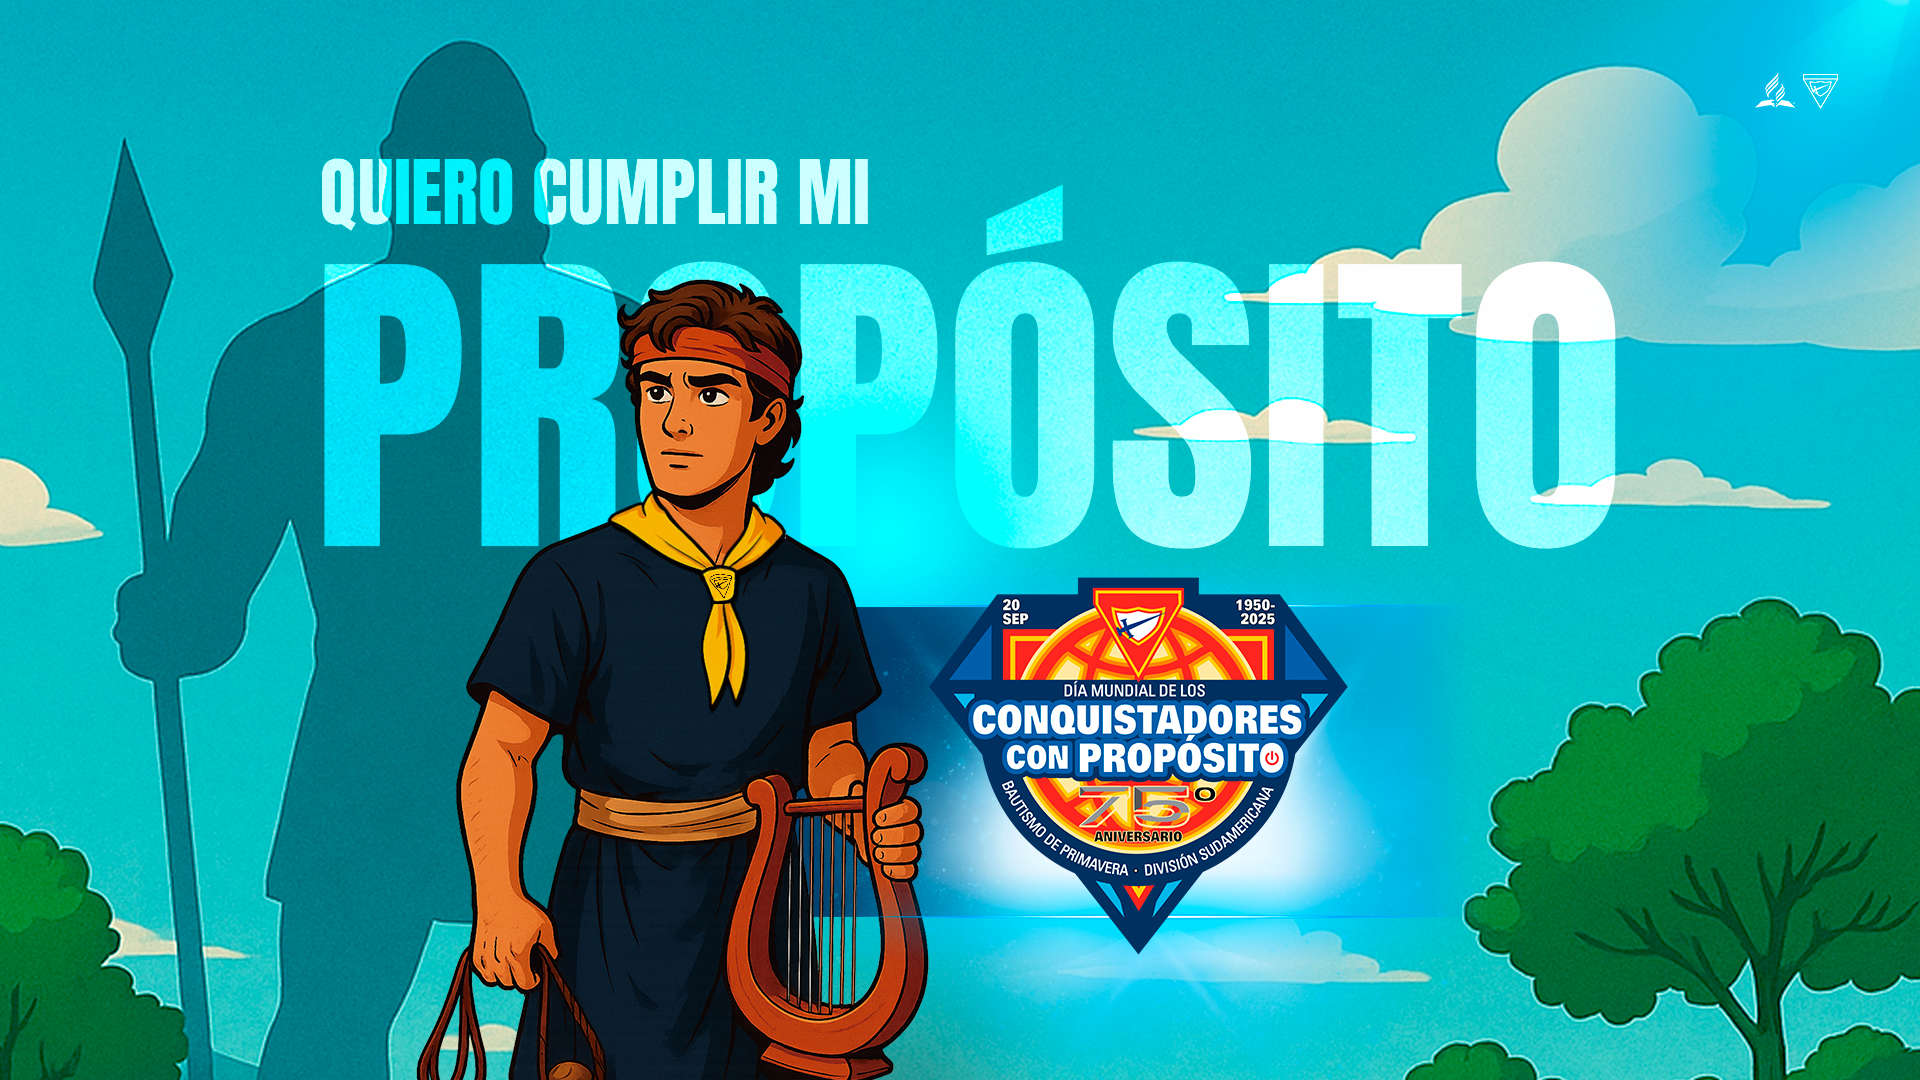 QUIERO CUMPLIR MI
PROPÓSITO
20
SEP
1950-
2025
DÍA MUNDIAL DE LOS
CONQUISTADORES
CON PROPÓSITO
75º
ANIVERSARIO
BAUTISMO DE PRIMAVERA · DIVISIÓN SUDAMERICANA